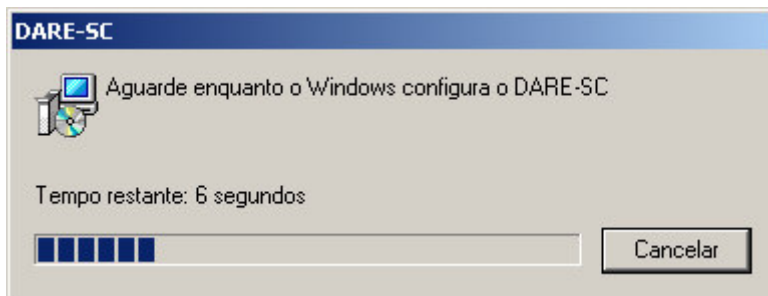 DARE-SC
Aguarde enquanto o Windows configura o DARE-SC
Tempo restante: 6 segundos
Cancelar